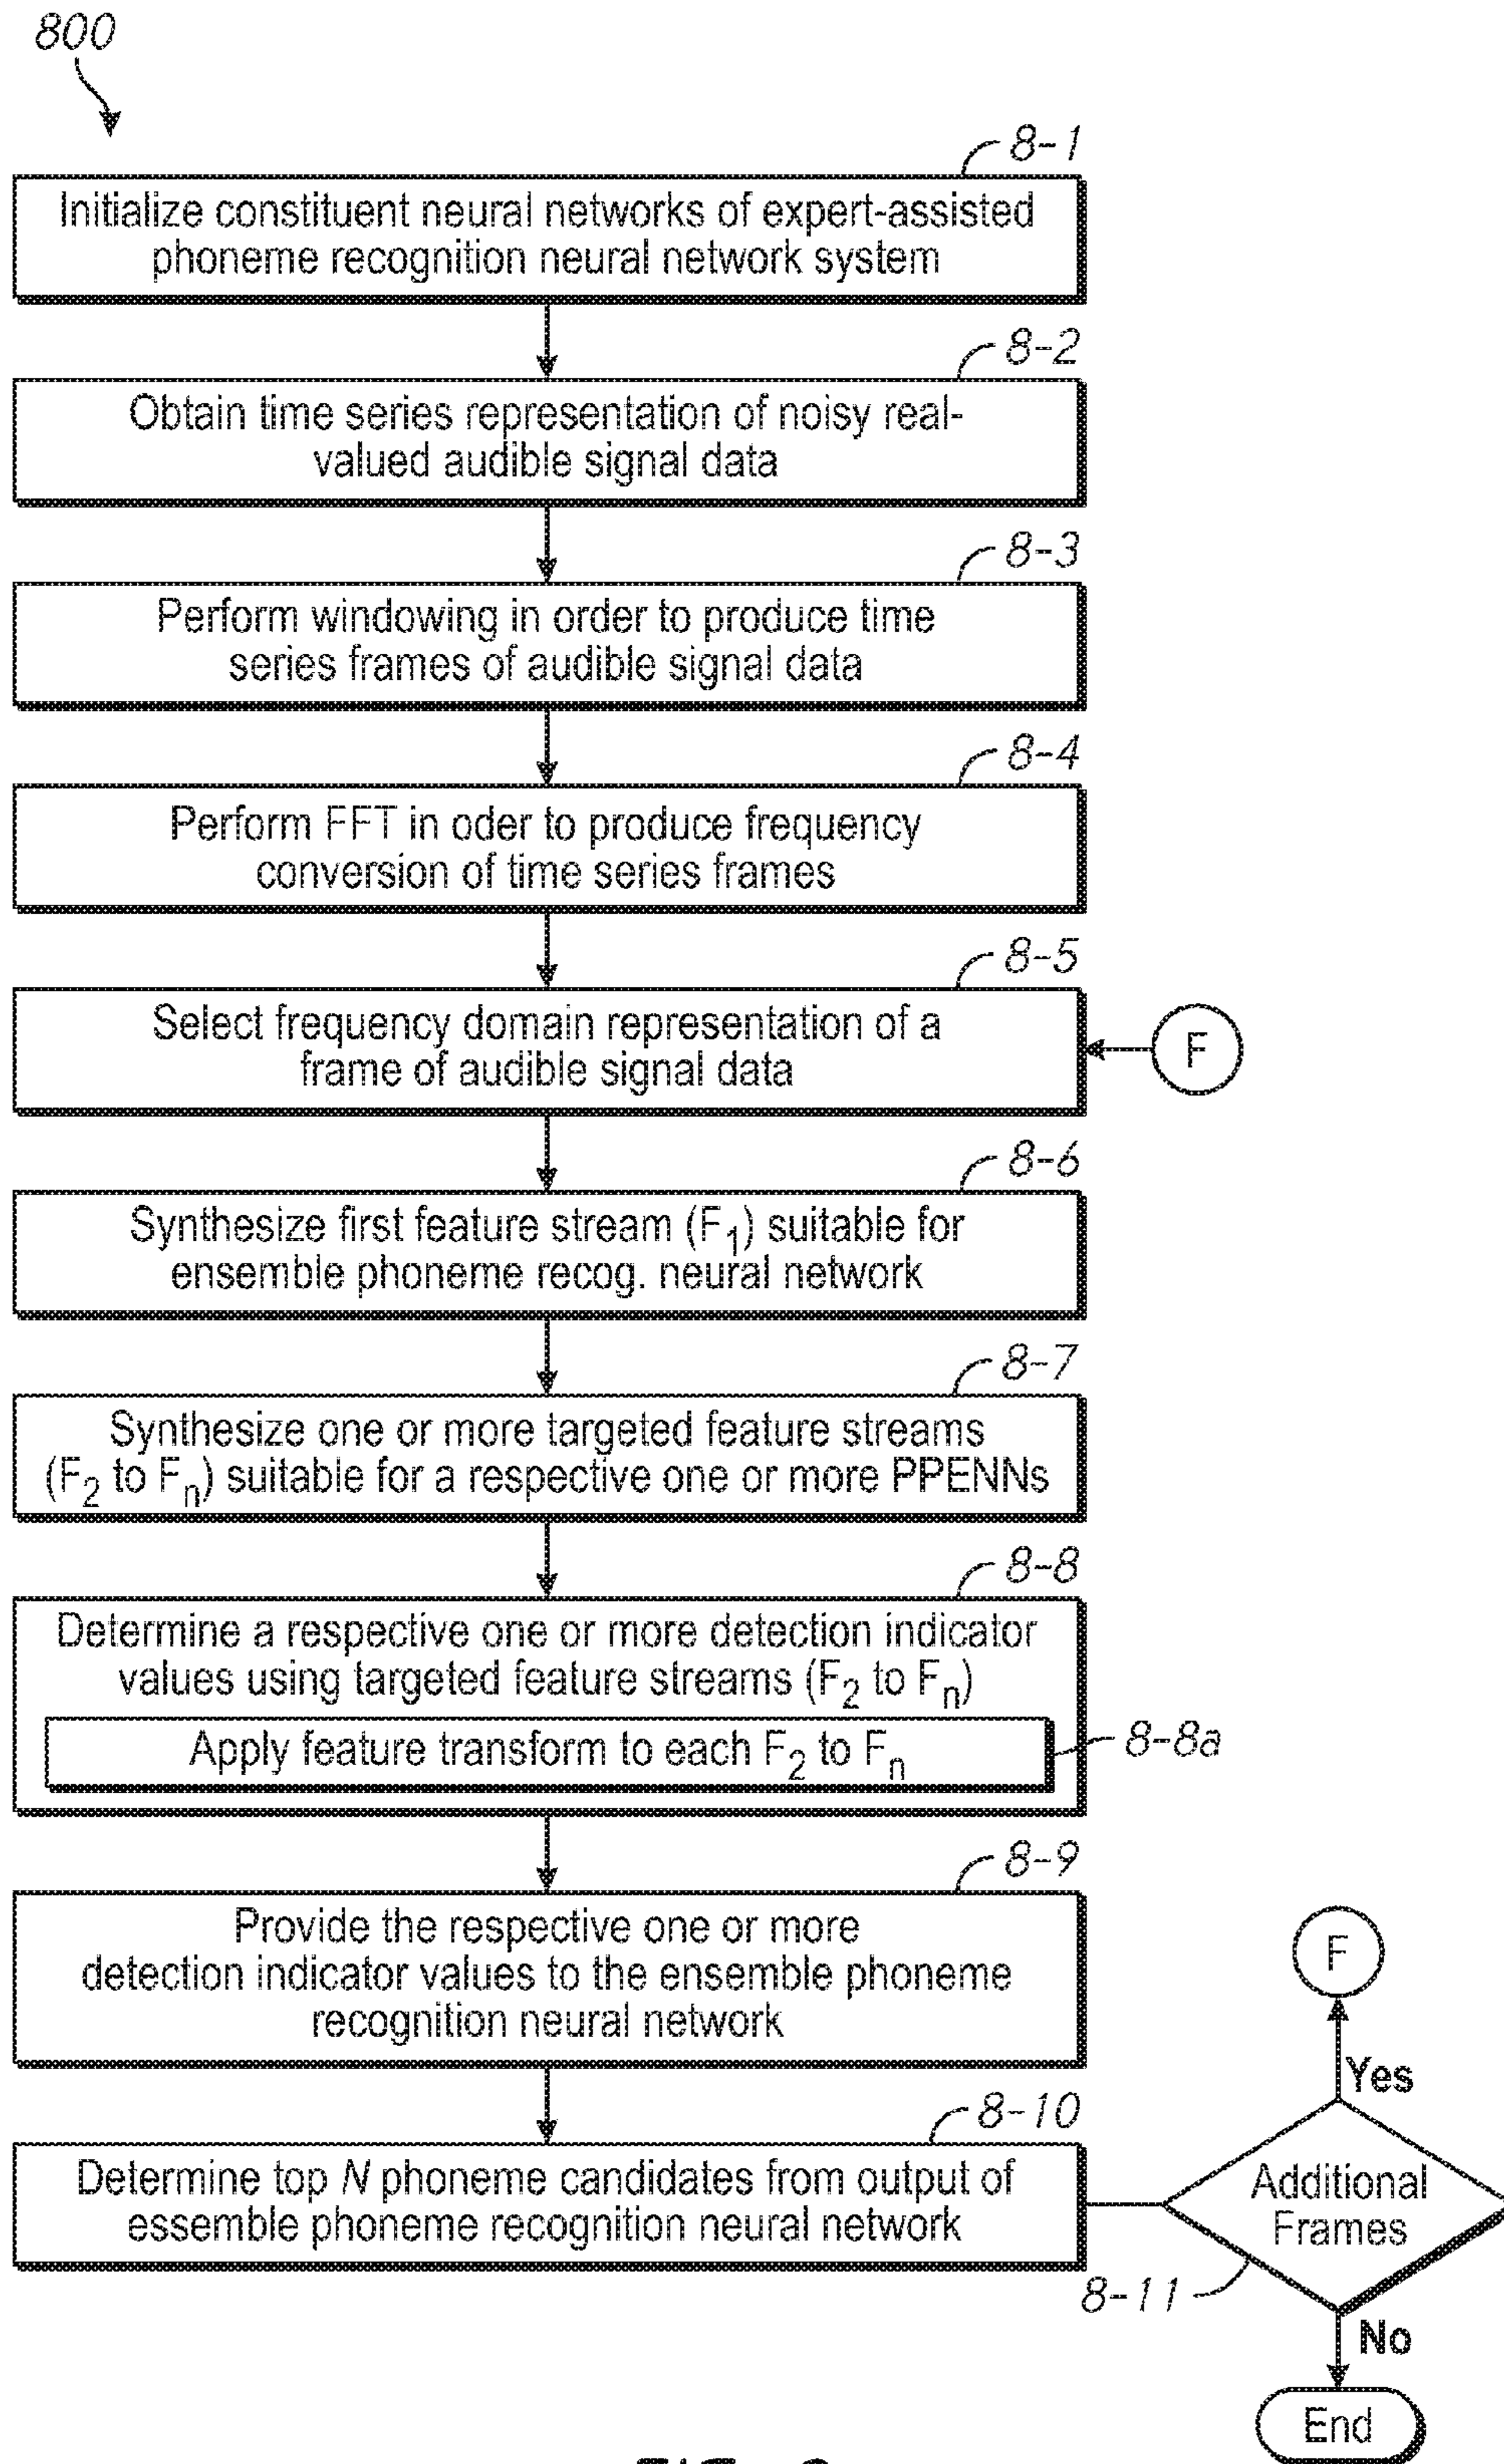 800
8-1
Initialize constituent neural networks of expert-assisted
phoneme recognition neural network system
8-2
Obtain time series representation of noisy real-
valued audible signal data
8-3
Perform windowing in order to produce time
series frames of audible signal data
8-4
Perform FFT in oder to produce frequency
conversion of time series frames
8-5
Select frequency domain representation of a
frame of audible signal data
F
8-6
Synthesize first feature stream (F1) suitable for
ensemble phoneme recog. neural network
8-7
Synthesize one or more targeted feature streams
(F2 to Fn) suitable for a respective one or more PPENNs
8-8
Determine a respective one or more detection indicator
values using targeted feature streams (F2 to Fn)
Apply feature transform to each F2 to Fn
8-8a
8-9
Provide the respective one or more
detection indicator values to the ensemble phoneme
recognition neural network
F
Yes
8-10
Determine top N phoneme candidates from output of
essemble phoneme recognition neural network
Additional
Frames
8-11
No
End